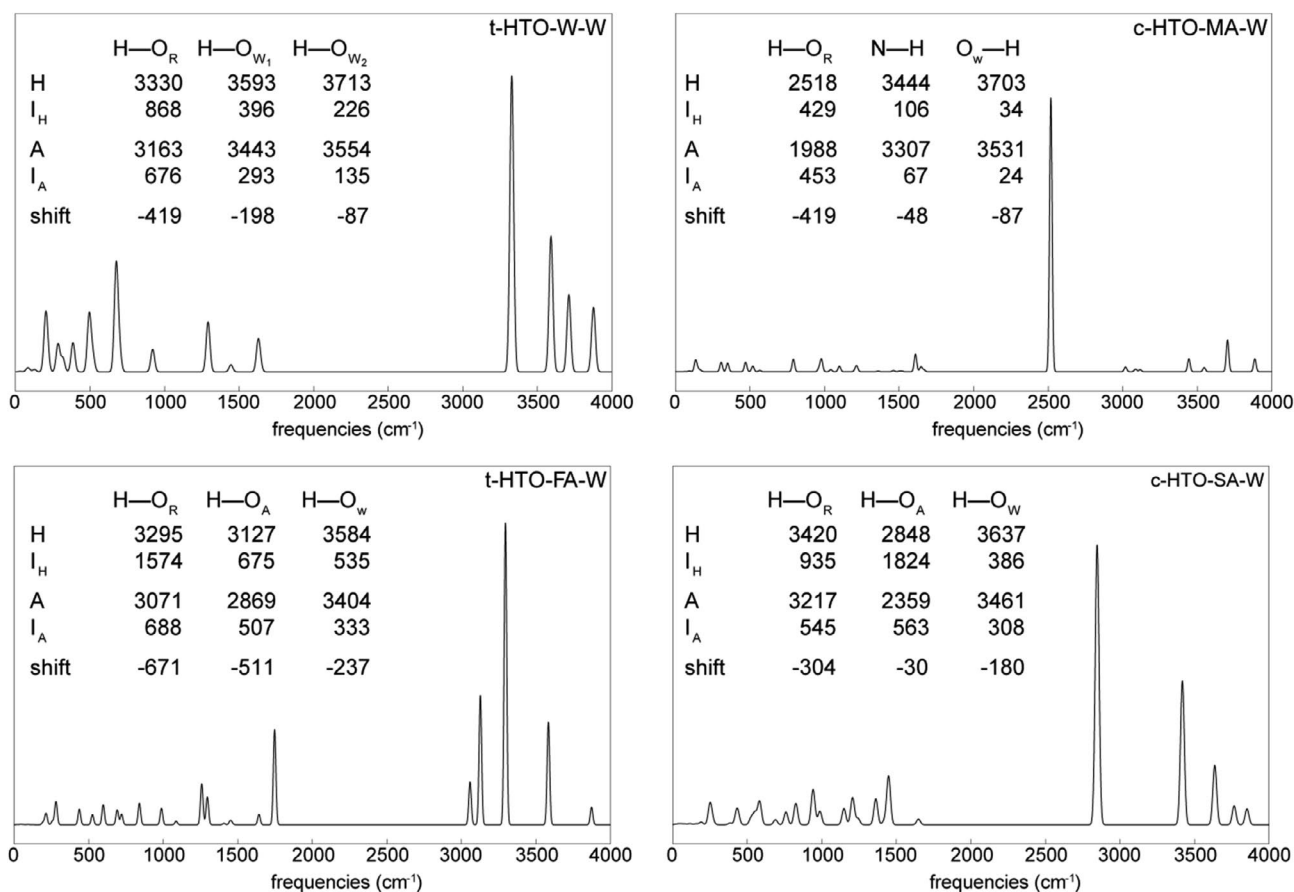 t-HTO-W-W
H—O_R H—O_W₁ H—O_W₂
H 3330 3593 3713
I_H 868 396 226
A 3163 3443 3554
I_A 676 293 135
shift -419 -198 -87
0 500 1000 1500 2000 2500 3000 3500 4000
frequencies (cm⁻¹)
c-HTO-MA-W
H—O_R N—H O_w—H
H 2518 3444 3703
I_H 429 106 34
A 1988 3307 3531
I_A 453 67 24
shift -419 -48 -87
0 500 1000 1500 2000 2500 3000 3500 4000
frequencies (cm⁻¹)
t-HTO-FA-W
H—O_R H—O_A H—O_w
H 3295 3127 3584
I_H 1574 675 535
A 3071 2869 3404
I_A 688 507 333
shift -671 -511 -237
0 500 1000 1500 2000 2500 3000 3500 4000
frequencies (cm⁻¹)
c-HTO-SA-W
H—O_R H—O_A H—O_W
H 3420 2848 3637
I_H 935 1824 386
A 3217 2359 3461
I_A 545 563 308
shift -304 -30 -180
0 500 1000 1500 2000 2500 3000 3500 4000
frequencies (cm⁻¹)